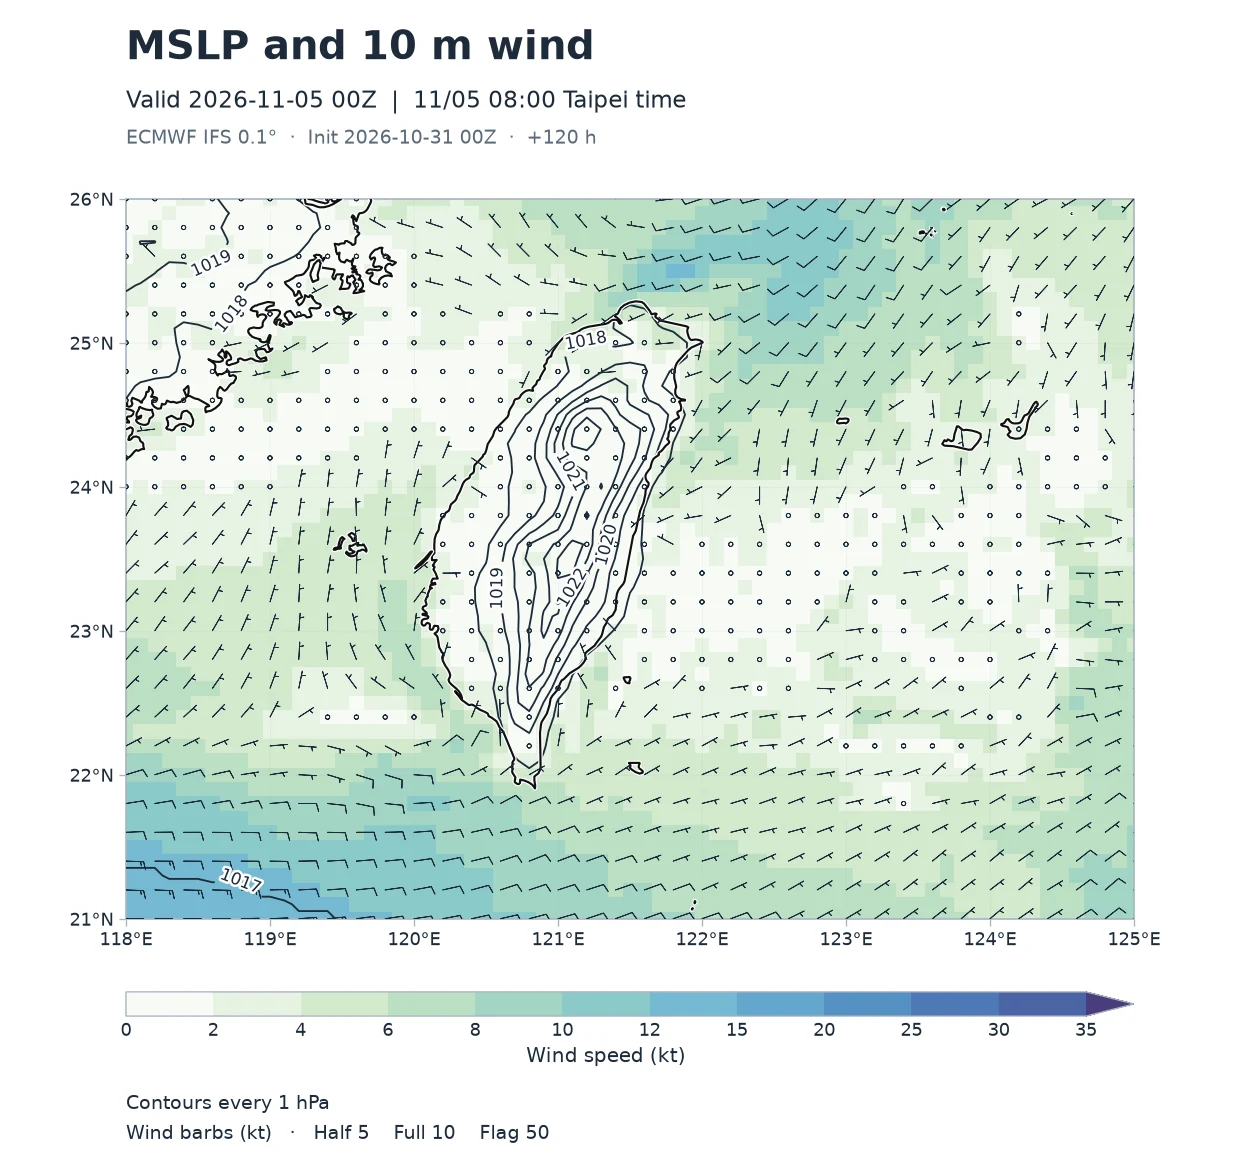 MSLP and 10 m wind
Valid 2026-11-05 00Z | 11/05 08:00 Taipei time
ECMWF IFS 0.1° · Init 2026-10-31 00Z · +120 h
26°N
1019
1018
25°N
1018
1021
24°N
1020
1019
1022
23°N
22°N
1017
21°N
118°E 119°E 120°E 121°E 122°E 123°E 124°E 125°E
0 2 4 6 8 10 12 15 20 25 30 35
Wind speed (kt)
Contours every 1 hPa
Wind barbs (kt) · Half 5 Full 10 Flag 50